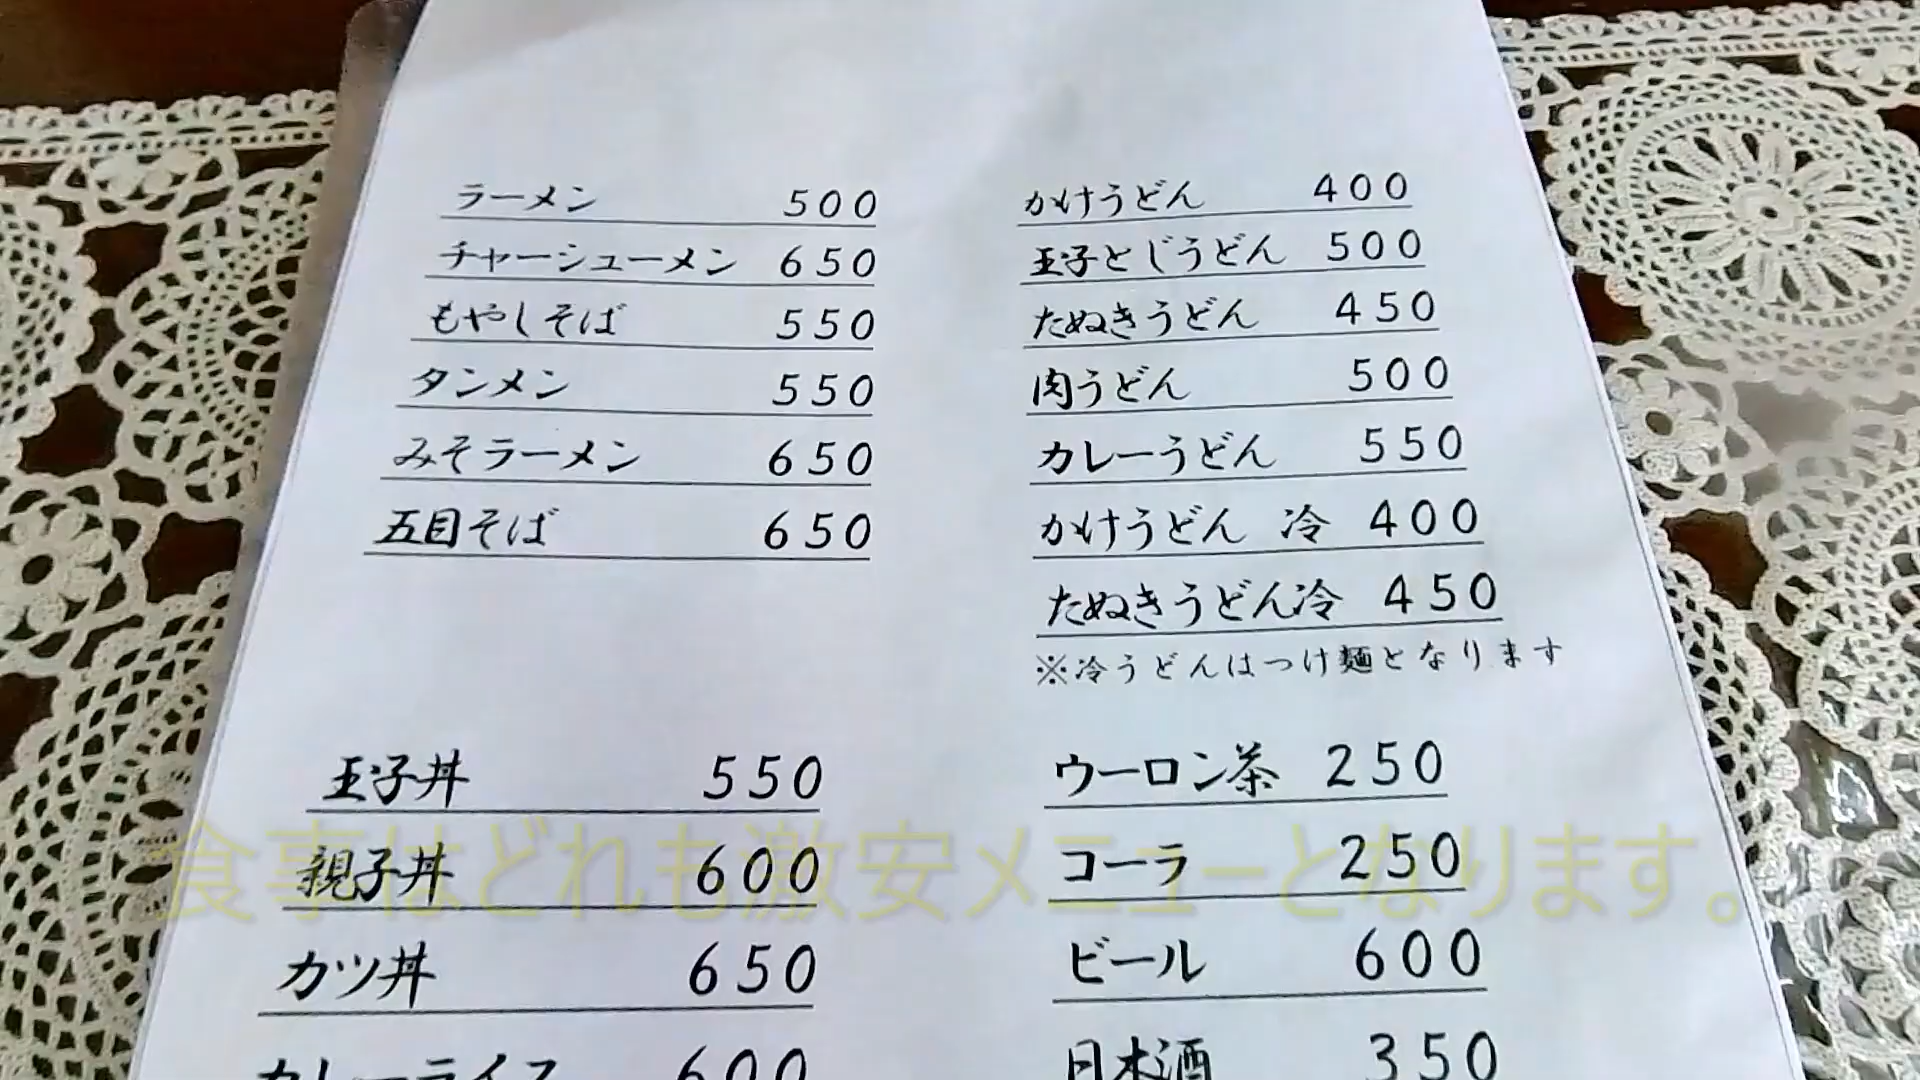 ラーメン 500
チャーシューメン 650
もやしそば 550
タンメン 550
みそラーメン 650
五目そば 650
かけうどん 400
玉子とじうどん 500
たぬきうどん 450
肉うどん 500
カレーうどん 550
かけうどん 冷 400
たぬきうどん冷 450
※冷うどんはつけ麺となります
玉子丼 550
親子丼 600
カツ丼 650
カレーライス 600
ウーロン茶 250
コーラ 250
ビール 600
日本酒 350
食事はどれも激安メニューとなります。